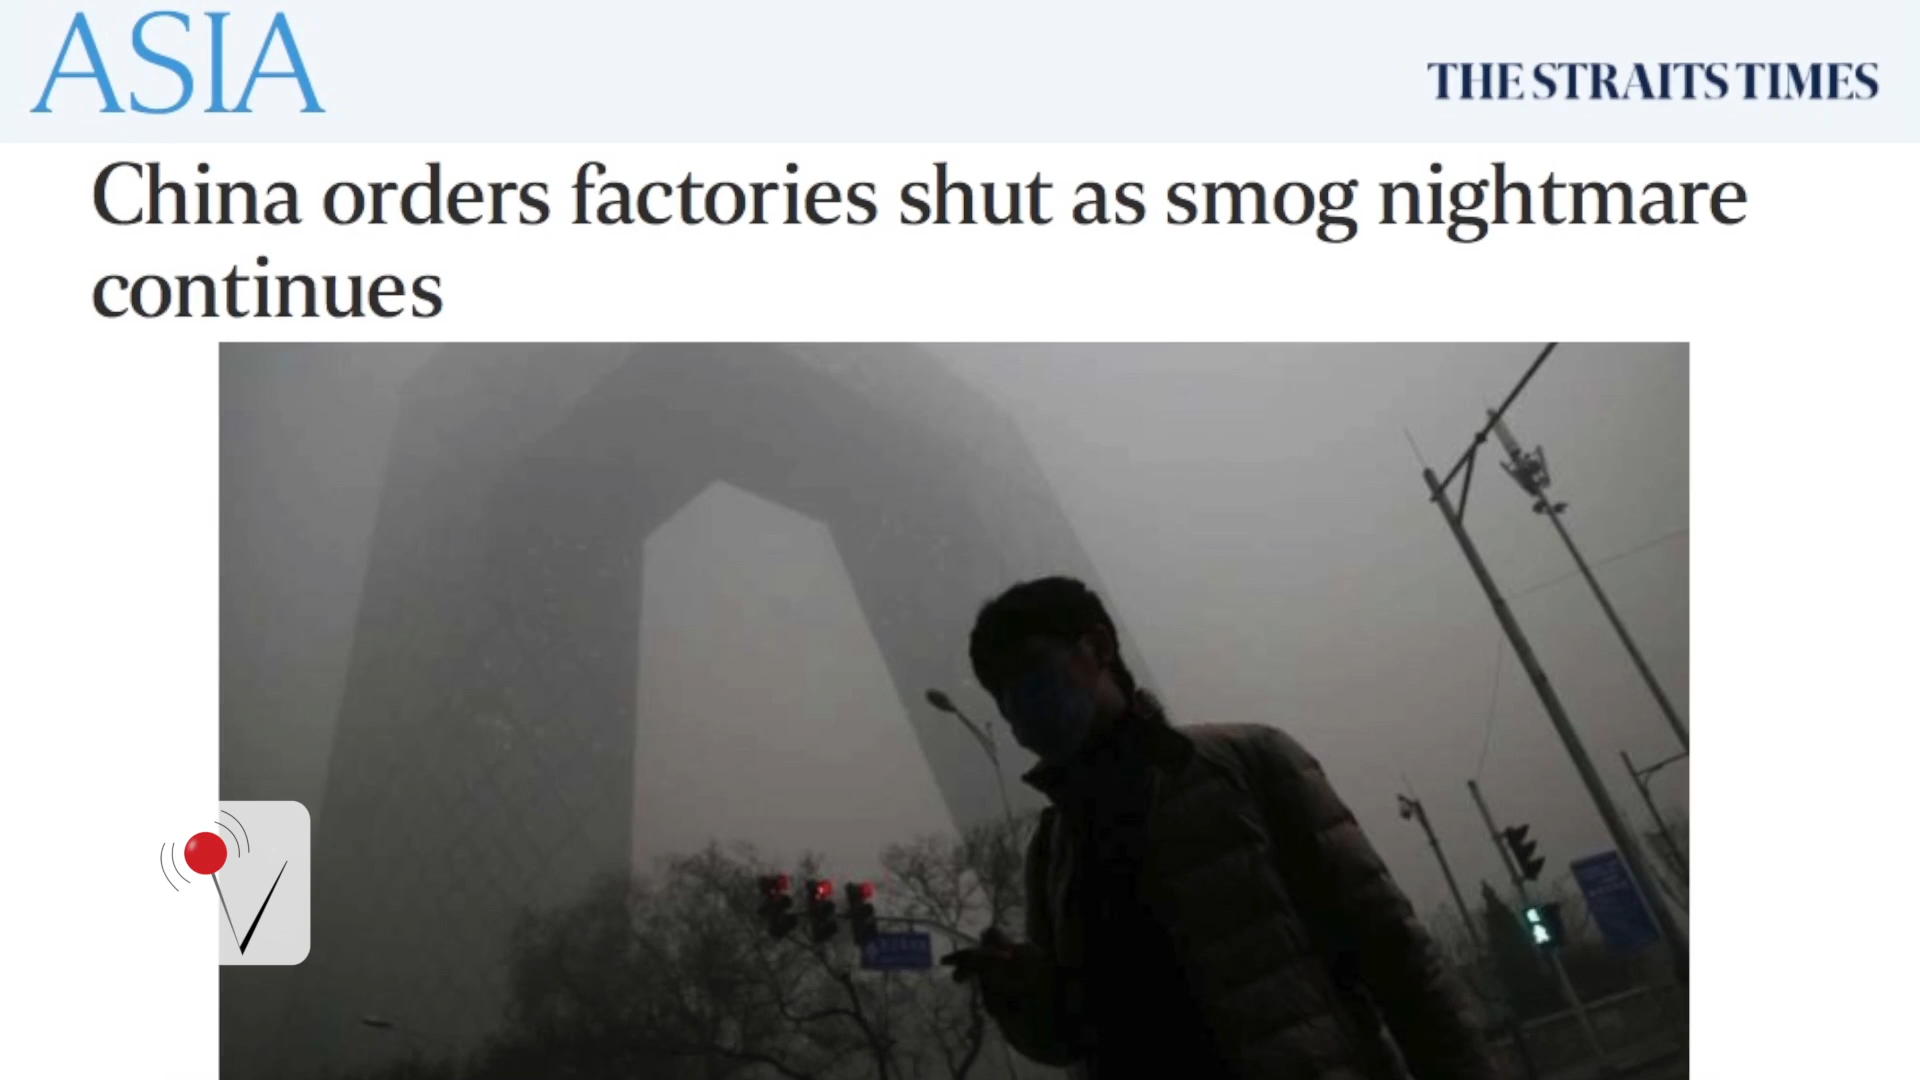 ASIA
THE STRAITS TIMES
China orders factories shut as smog nightmare
continues